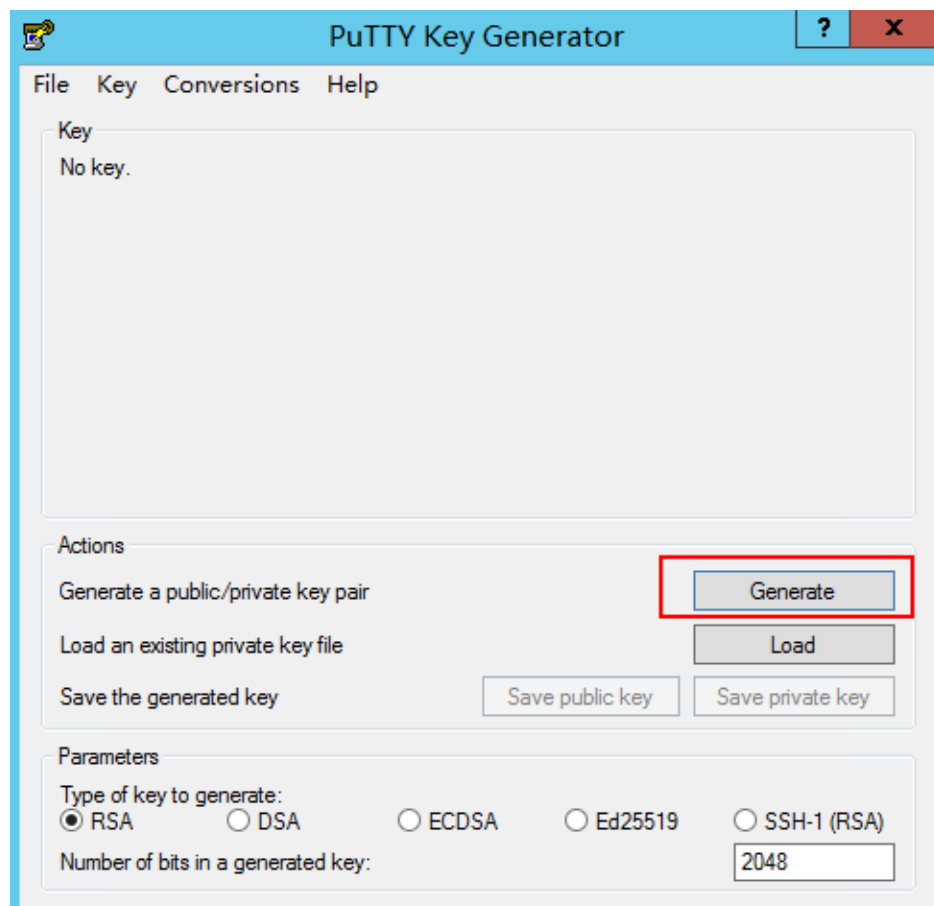 PuTTY Key Generator ? x
File Key Conversions Help
Key
No key.
Actions
Generate a public/private key pair Generate
Load an existing private key file Load
Save the generated key Save public key Save private key
Parameters
Type of key to generate:
RSA DSA ECDSA Ed25519 SSH-1 (RSA)
Number of bits in a generated key: 2048